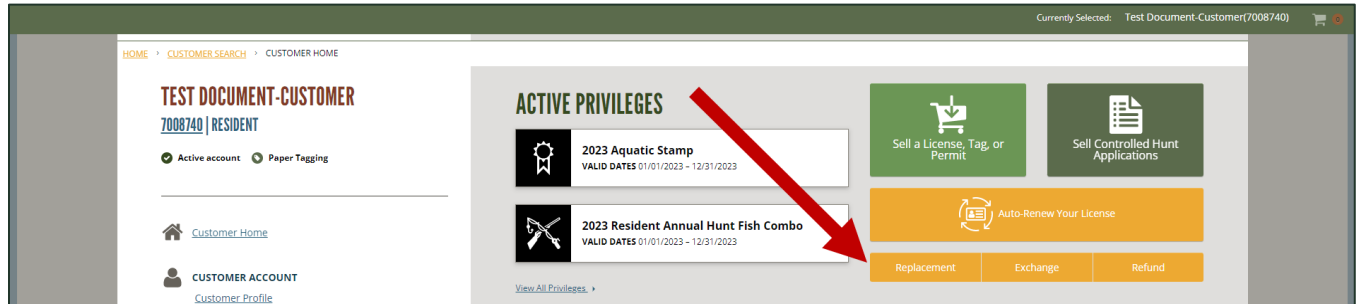 Currently Selected: Test Document-Customer(7008740) 0
HOME > CUSTOMER SEARCH > CUSTOMER HOME
TEST DOCUMENT-CUSTOMER
7008740 | RESIDENT
Active account Paper Tagging
Customer Home
CUSTOMER ACCOUNT
Customer Profile
ACTIVE PRIVILEGES
2023 Aquatic Stamp
VALID DATES 01/01/2023 – 12/31/2023
2023 Resident Annual Hunt Fish Combo
VALID DATES 01/01/2023 – 12/31/2023
View All Privileges
Sell a License, Tag, or
Permit
Sell Controlled Hunt
Applications
Auto-Renew Your License
Replacement Exchange Refund